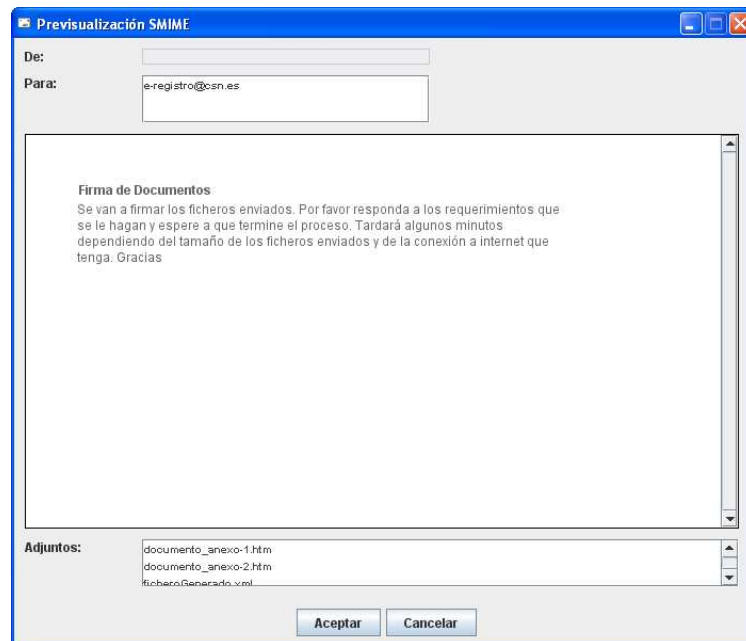 Previsualización SMIME
De:
Para:
e-registro@csn.es
Firma de Documentos
Se van a firmar los ficheros enviados. Por favor responda a los requerimientos que
se le hagan y espere a que termine el proceso. Tardará algunos minutos
dependiendo del tamaño de los ficheros enviados y de la conexión a internet que
tenga. Gracias
Adjuntos:
documento_anexo-1.htm
documento_anexo-2.htm
ficheroGenerado.xml
Aceptar
Cancelar